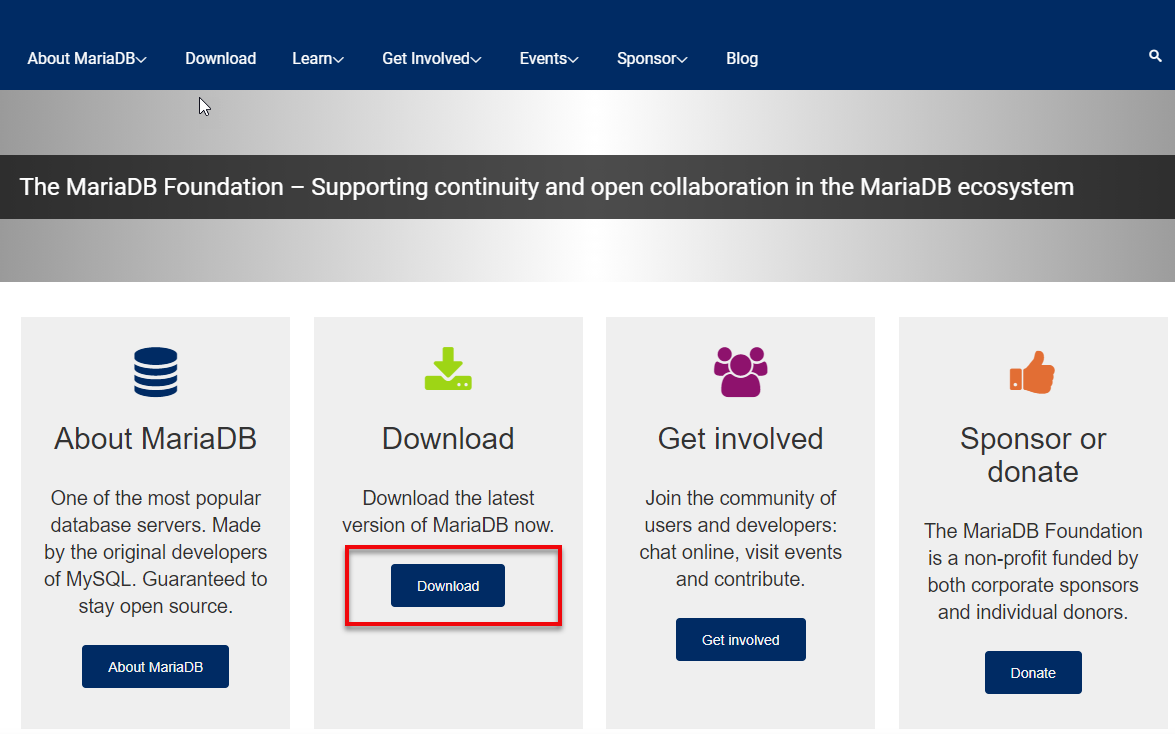 About MariaDB
Download
Learn
Get Involved
Events
Sponsor
Blog
The MariaDB Foundation – Supporting continuity and open collaboration in the MariaDB ecosystem
About MariaDB
One of the most popular
database servers. Made
by the original developers
of MySQL. Guaranteed to
stay open source.
About MariaDB
Download
Download the latest
version of MariaDB now.
Download
Get involved
Join the community of
users and developers:
chat online, visit events
and contribute.
Get involved
Sponsor or
donate
The MariaDB Foundation
is a non-profit funded by
both corporate sponsors
and individual donors.
Donate